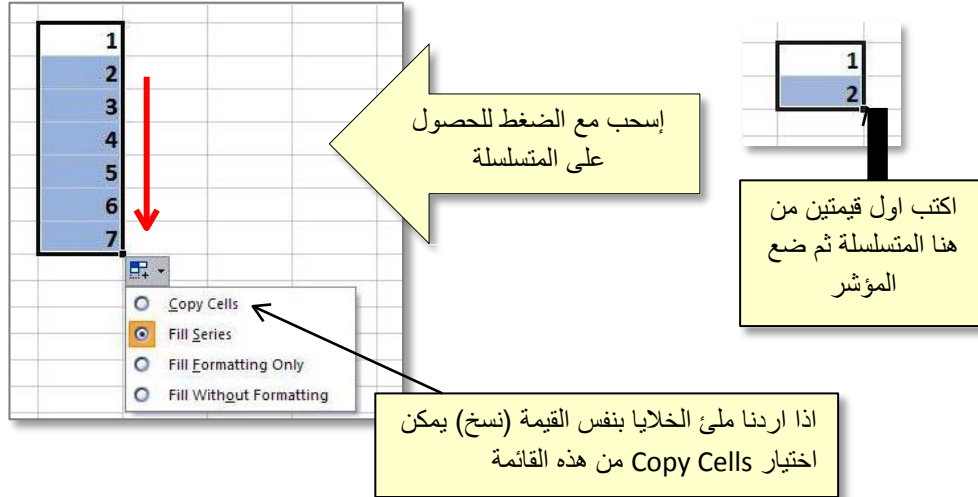 1
2
اكتب اول قيمتين من
هنا المتسلسلة ثم ضع
المؤشر
إسحب مع الضغط للحصول
على المتسلسلة
1
2
3
4
5
6
7
Copy Cells
Fill Series
Fill Formatting Only
Fill Without Formatting
اذا اردنا ملئ الخلايا بنفس القيمة (نسخ) يمكن
اختيار Copy Cells من هذه القائمة